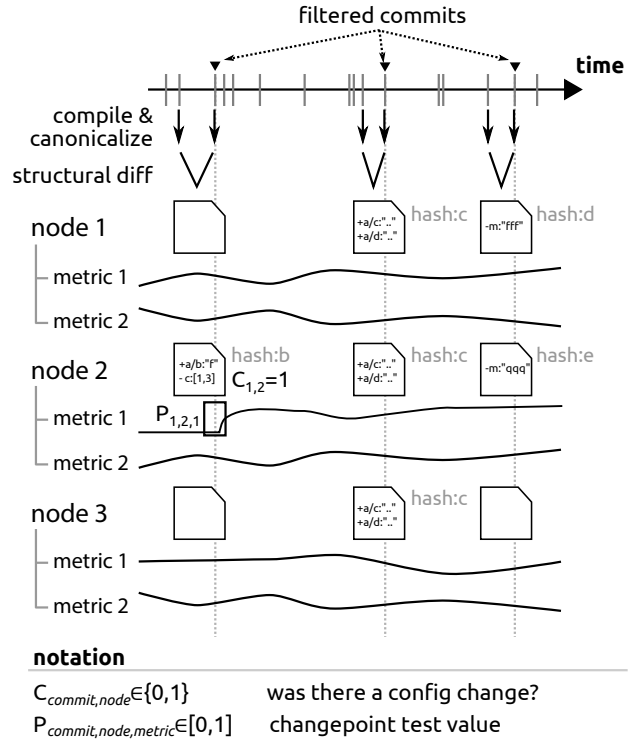 filtered commits
time
compile &
canonicalize
structural diff
node 1
+a/c:".."
+a/d:".."
hash:c
-m:"fff"
hash:d
metric 1
metric 2
node 2
+a/b:"f"
- c:[1,3]
hash:b
C1,2=1
+a/c:".."
+a/d:".."
hash:c
-m:"qqq"
hash:e
metric 1
P1,2,1
metric 2
node 3
+a/c:".."
+a/d:".."
hash:c
metric 1
metric 2
notation
Ccommit,node∈{0,1} was there a config change?
Pcommit,node,metric∈[0,1] changepoint test value